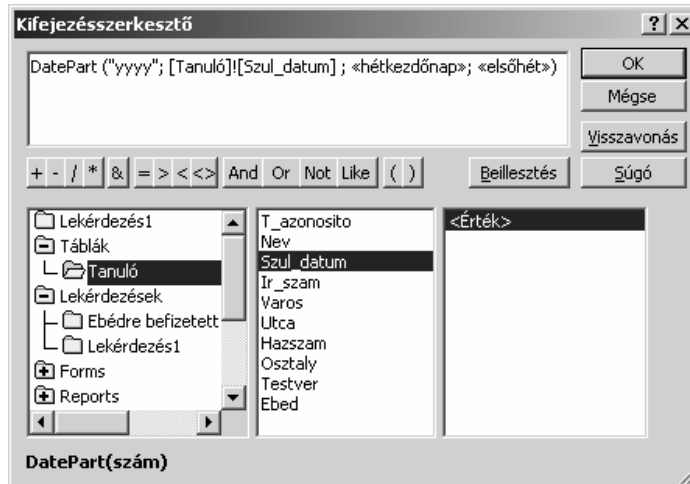 Kifejezésszerkesztő
DatePart ("yyyy"; [Tanuló]![Szul_datum] ; «hétkezdőnap»; «elsőhét»)
OK
Mégse
Visszavonás
+ - / * & = > < <> And Or Not Like ( )
Beillesztés
Súgó
Lekérdezés1
Táblák
Tanuló
Lekérdezések
Ebédre befizetett
Lekérdezés1
Forms
Reports
T_azonosito
Nev
Szul_datum
Ir_szam
Varos
Utca
Hazszam
Osztaly
Testver
Ebed
<Érték>
DatePart(szám)